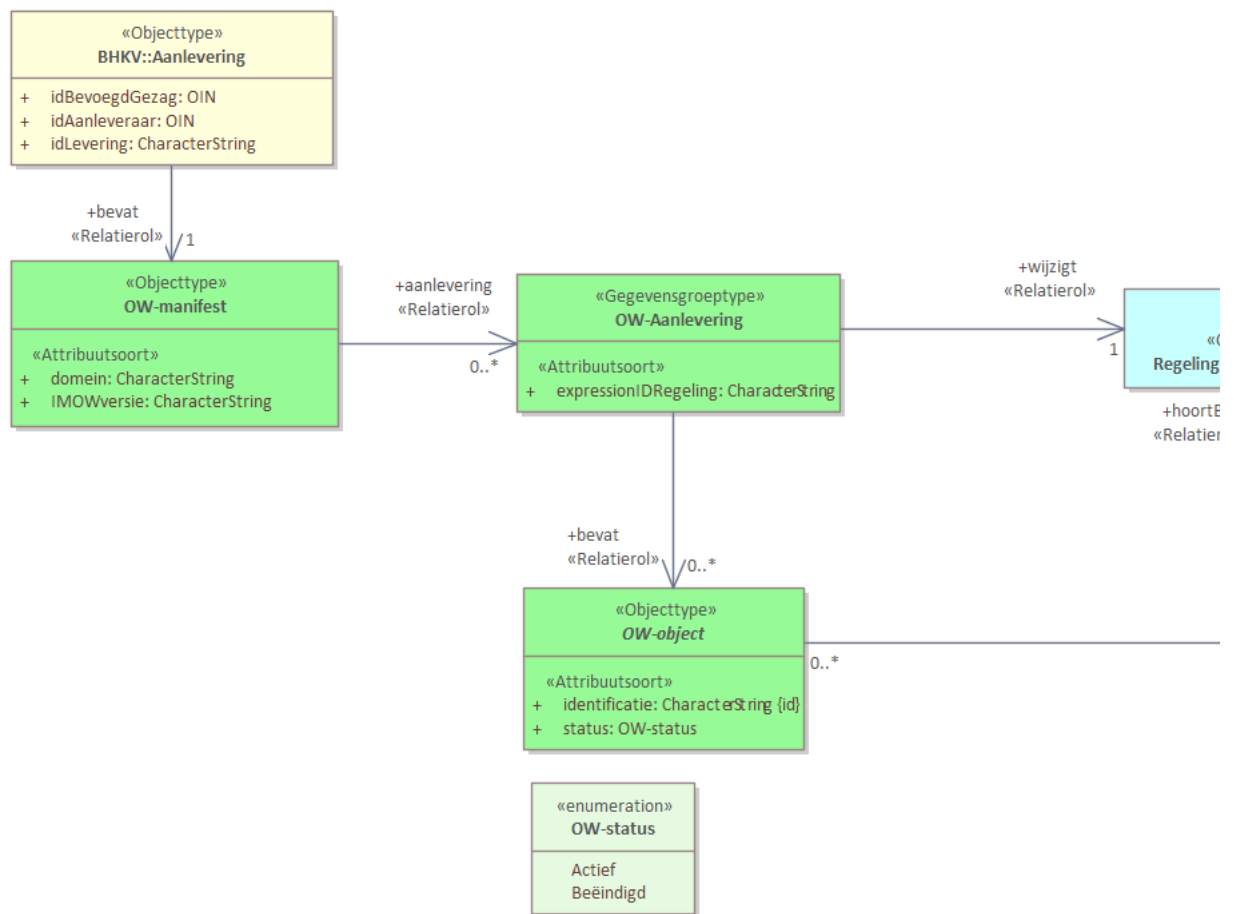 «Objecttype»
BHKV::Aanlevering
+ idBevoegdGezag: OIN
+ idAanleveraar: OIN
+ idLevering: CharacterString
+bevat
«Relatierol»
1
«Objecttype»
OW-manifest
«Attribuutsoort»
+ domein: CharacterString
+ IMOWversie: CharacterString
+aanlevering
«Relatierol»
0..*
«Gegevensgroeptype»
OW-Aanlevering
«Attribuutsoort»
+ expressionIDRegeling: CharacterString
+wijzigt
«Relatierol»
1
Regeling
+bevat
«Relatierol»
0..*
«Objecttype»
OW-object
«Attribuutsoort»
+ identificatie: CharacterString {id}
+ status: OW-status
0..*
«enumeration»
OW-status
Actief
Beëindigd